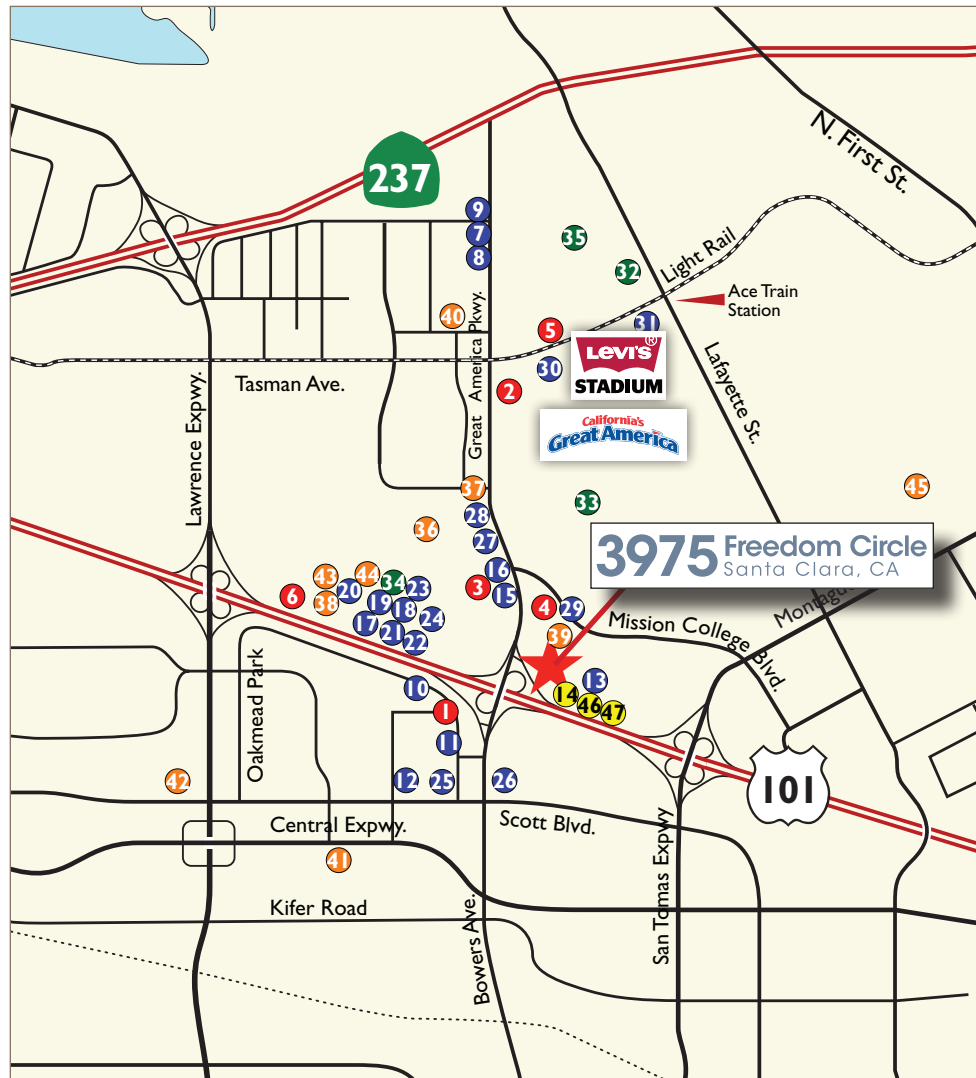 N. First St.
237
9
7
35
8
32
Light Rail
Ace Train
Station
40
31
5
Great America Pkwy.
LEVI'S®
STADIUM
30
Tasman Ave.
2
Lafayette St.
California's
Great America
Lawrence Expwy.
37
45
33
28
36
27
3975 Freedom Circle
Santa Clara, CA
16
43
44
34
23
20
3
15
6
38
19
18
4
29
Montagu
17
24
Mission College Blvd.
21
22
39
13
10
14
46
47
1
Oakmead Park
11
42
12
25
26
101
Central Expwy.
Scott Blvd.
41
San Tomas Expwy
Kifer Road
Bowers Ave.